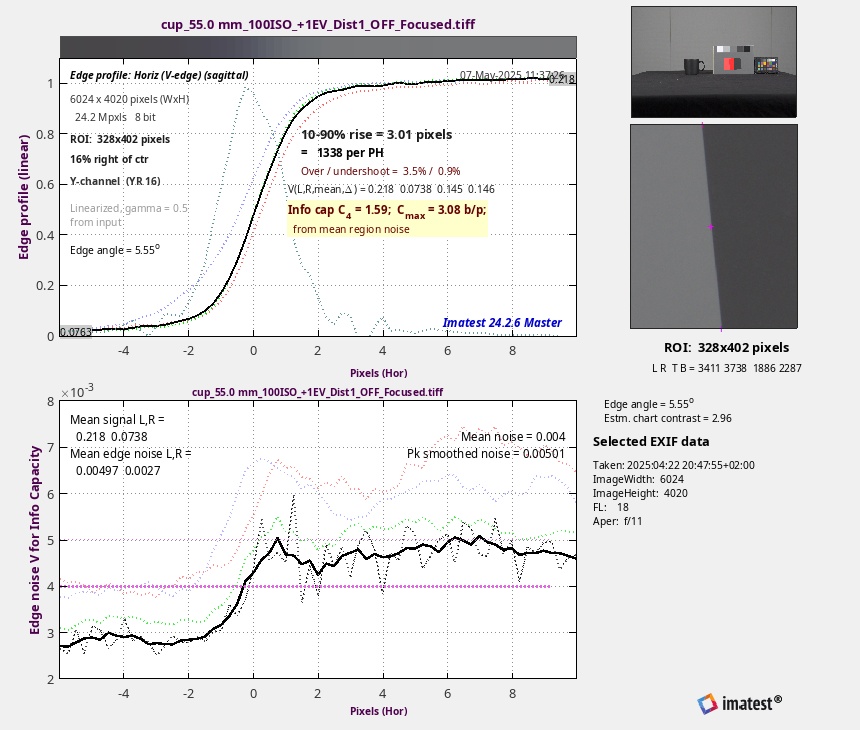 cup_55.0 mm_100ISO_+1EV_Dist1_OFF_Focused.tiff
Edge profile: Horiz (V-edge) (sagittal)
07-May-2025 11:37:26
0.218
6024 x 4020 pixels (WxH)
24.2 Mpxls 8 bit
ROI: 328x402 pixels
16% right of ctr
Y-channel (YR16)
Linearized, gamma = 0.5
from input
Edge angle = 5.55o
10-90% rise = 3.01 pixels
= 1338 per PH
Over / undershoot = 3.5% / 0.9%
V(L,R,mean,Δ) = 0.218 0.0738 0.145 0.146
Info cap C4 = 1.59; Cmax = 3.08 b/p;
from mean region noise
0.0763
Imatest 24.2.6 Master
Edge profile (linear)
1
0.8
0.6
0.4
0.2
0
-4 -2 0 2 4 6 8
Pixels (Hor)
cup_55.0 mm_100ISO_+1EV_Dist1_OFF_Focused.tiff
×10-3
Mean signal L,R =
0.218 0.0738
Mean edge noise L,R =
0.00497 0.0027
Mean noise = 0.004
Pk smoothed noise = 0.00501
Edge noise V for Info Capacity
8
7
6
5
4
3
2
-4 -2 0 2 4 6 8
Pixels (Hor)
ROI: 328x402 pixels
L R T B = 3411 3738 1886 2287
Edge angle = 5.55o
Estm. chart contrast = 2.96
Selected EXIF data
Taken: 2025:04:22 20:47:55+02:00
ImageWidth: 6024
ImageHeight: 4020
FL: 18
Aper: f/11
imatest®